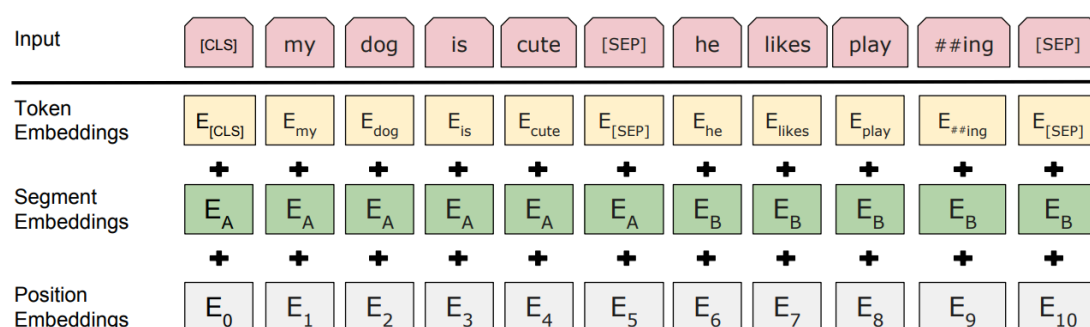 Input [CLS] my dog is cute [SEP] he likes play ##ing [SEP]
Token Embeddings E[CLS] Emy Edog Eis Ecute E[SEP] Ehe Elikes Eplay E##ing E[SEP]
+ + + + + + + + + + +
Segment Embeddings EA EA EA EA EA EA EB EB EB EB EB
+ + + + + + + + + + +
Position Embeddings E0 E1 E2 E3 E4 E5 E6 E7 E8 E9 E10